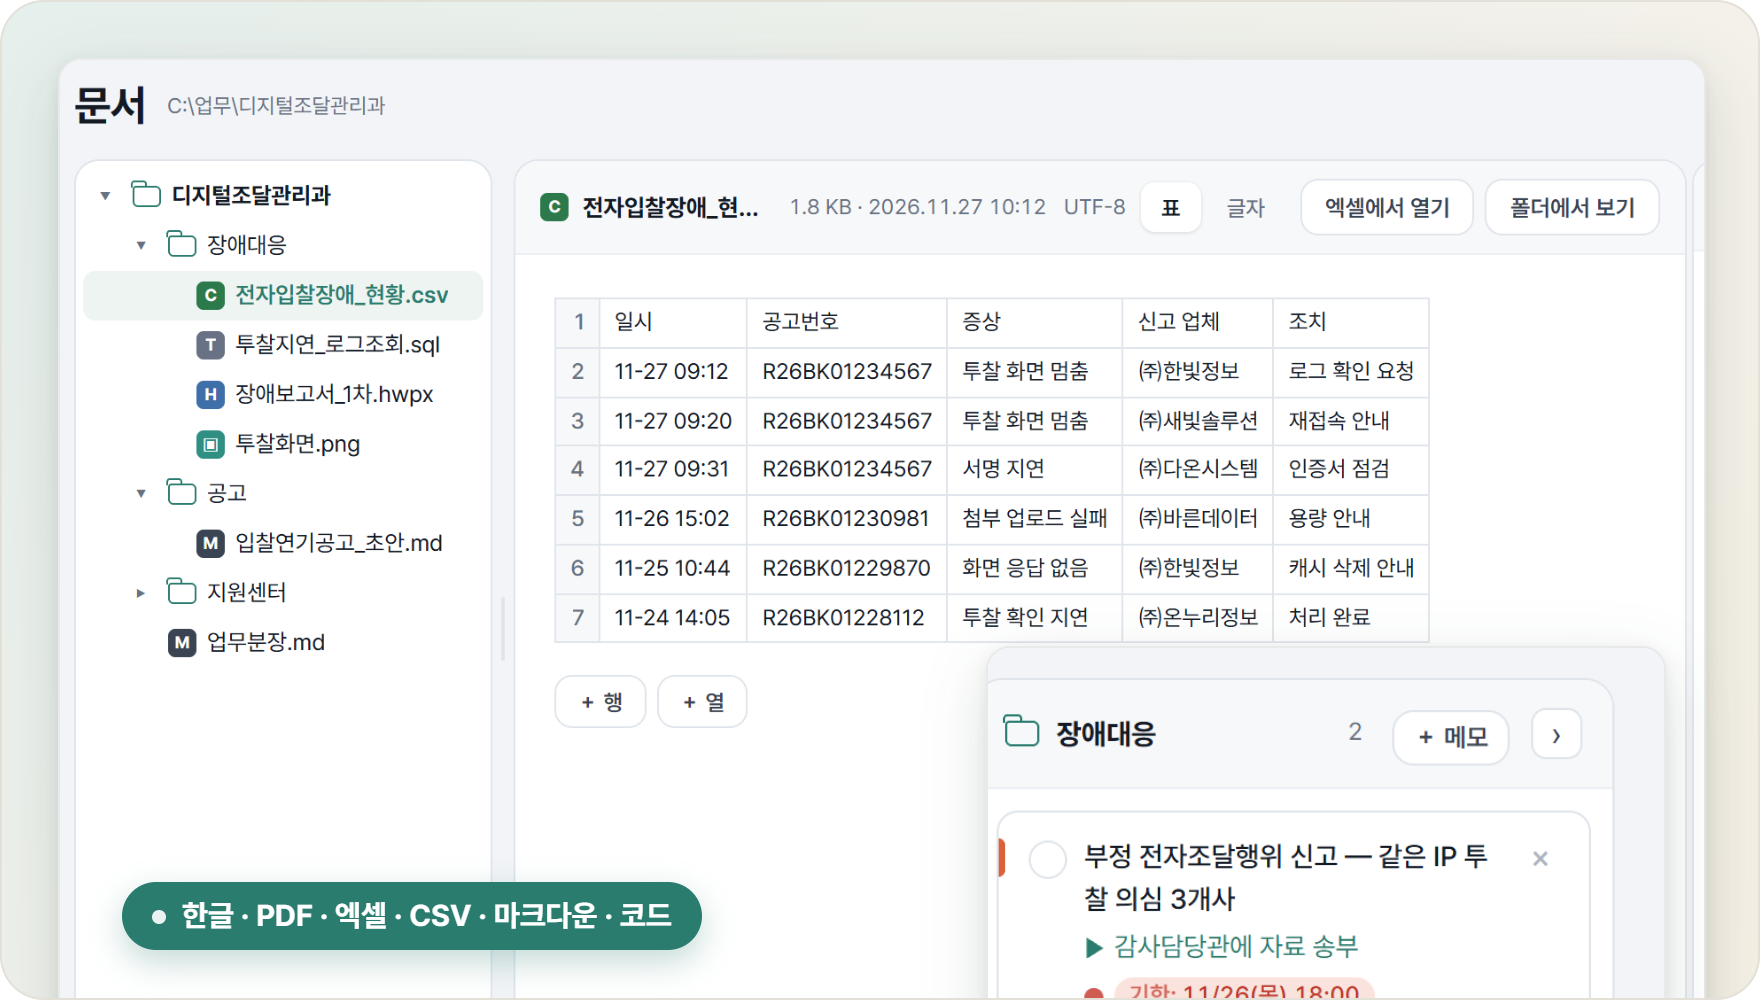 문서 C:\업무\디지털조달관리과
디지털조달관리과
장애대응
C 전자입찰장애_현황.csv
T 투찰지연_로그조회.sql
H 장애보고서_1차.hwpx
투찰화면.png
공고
M 입찰연기공고_초안.md
지원센터
M 업무분장.md
C 전자입찰장애_현... 1.8 KB · 2026.11.27 10:12 UTF-8 표 글자 엑셀에서 열기 폴더에서 보기
1 일시 공고번호 증상 신고 업체 조치
2 11-27 09:12 R26BK01234567 투찰 화면 멈춤 ㈜한빛정보 로그 확인 요청
3 11-27 09:20 R26BK01234567 투찰 화면 멈춤 ㈜새빛솔루션 재접속 안내
4 11-27 09:31 R26BK01234567 서명 지연 ㈜다온시스템 인증서 점검
5 11-26 15:02 R26BK01230981 첨부 업로드 실패 ㈜바른데이터 용량 안내
6 11-25 10:44 R26BK01229870 화면 응답 없음 ㈜한빛정보 캐시 삭제 안내
7 11-24 14:05 R26BK01228112 투찰 확인 지연 ㈜온누리정보 처리 완료
+ 행 + 열
장애대응 2 + 메모 ›
부정 전자조달행위 신고 — 같은 IP 투 ×
찰 의심 3개사
▶ 감사담당관에 자료 송부
기한: 11/26(목) 18:00
한글 · PDF · 엑셀 · CSV · 마크다운 · 코드